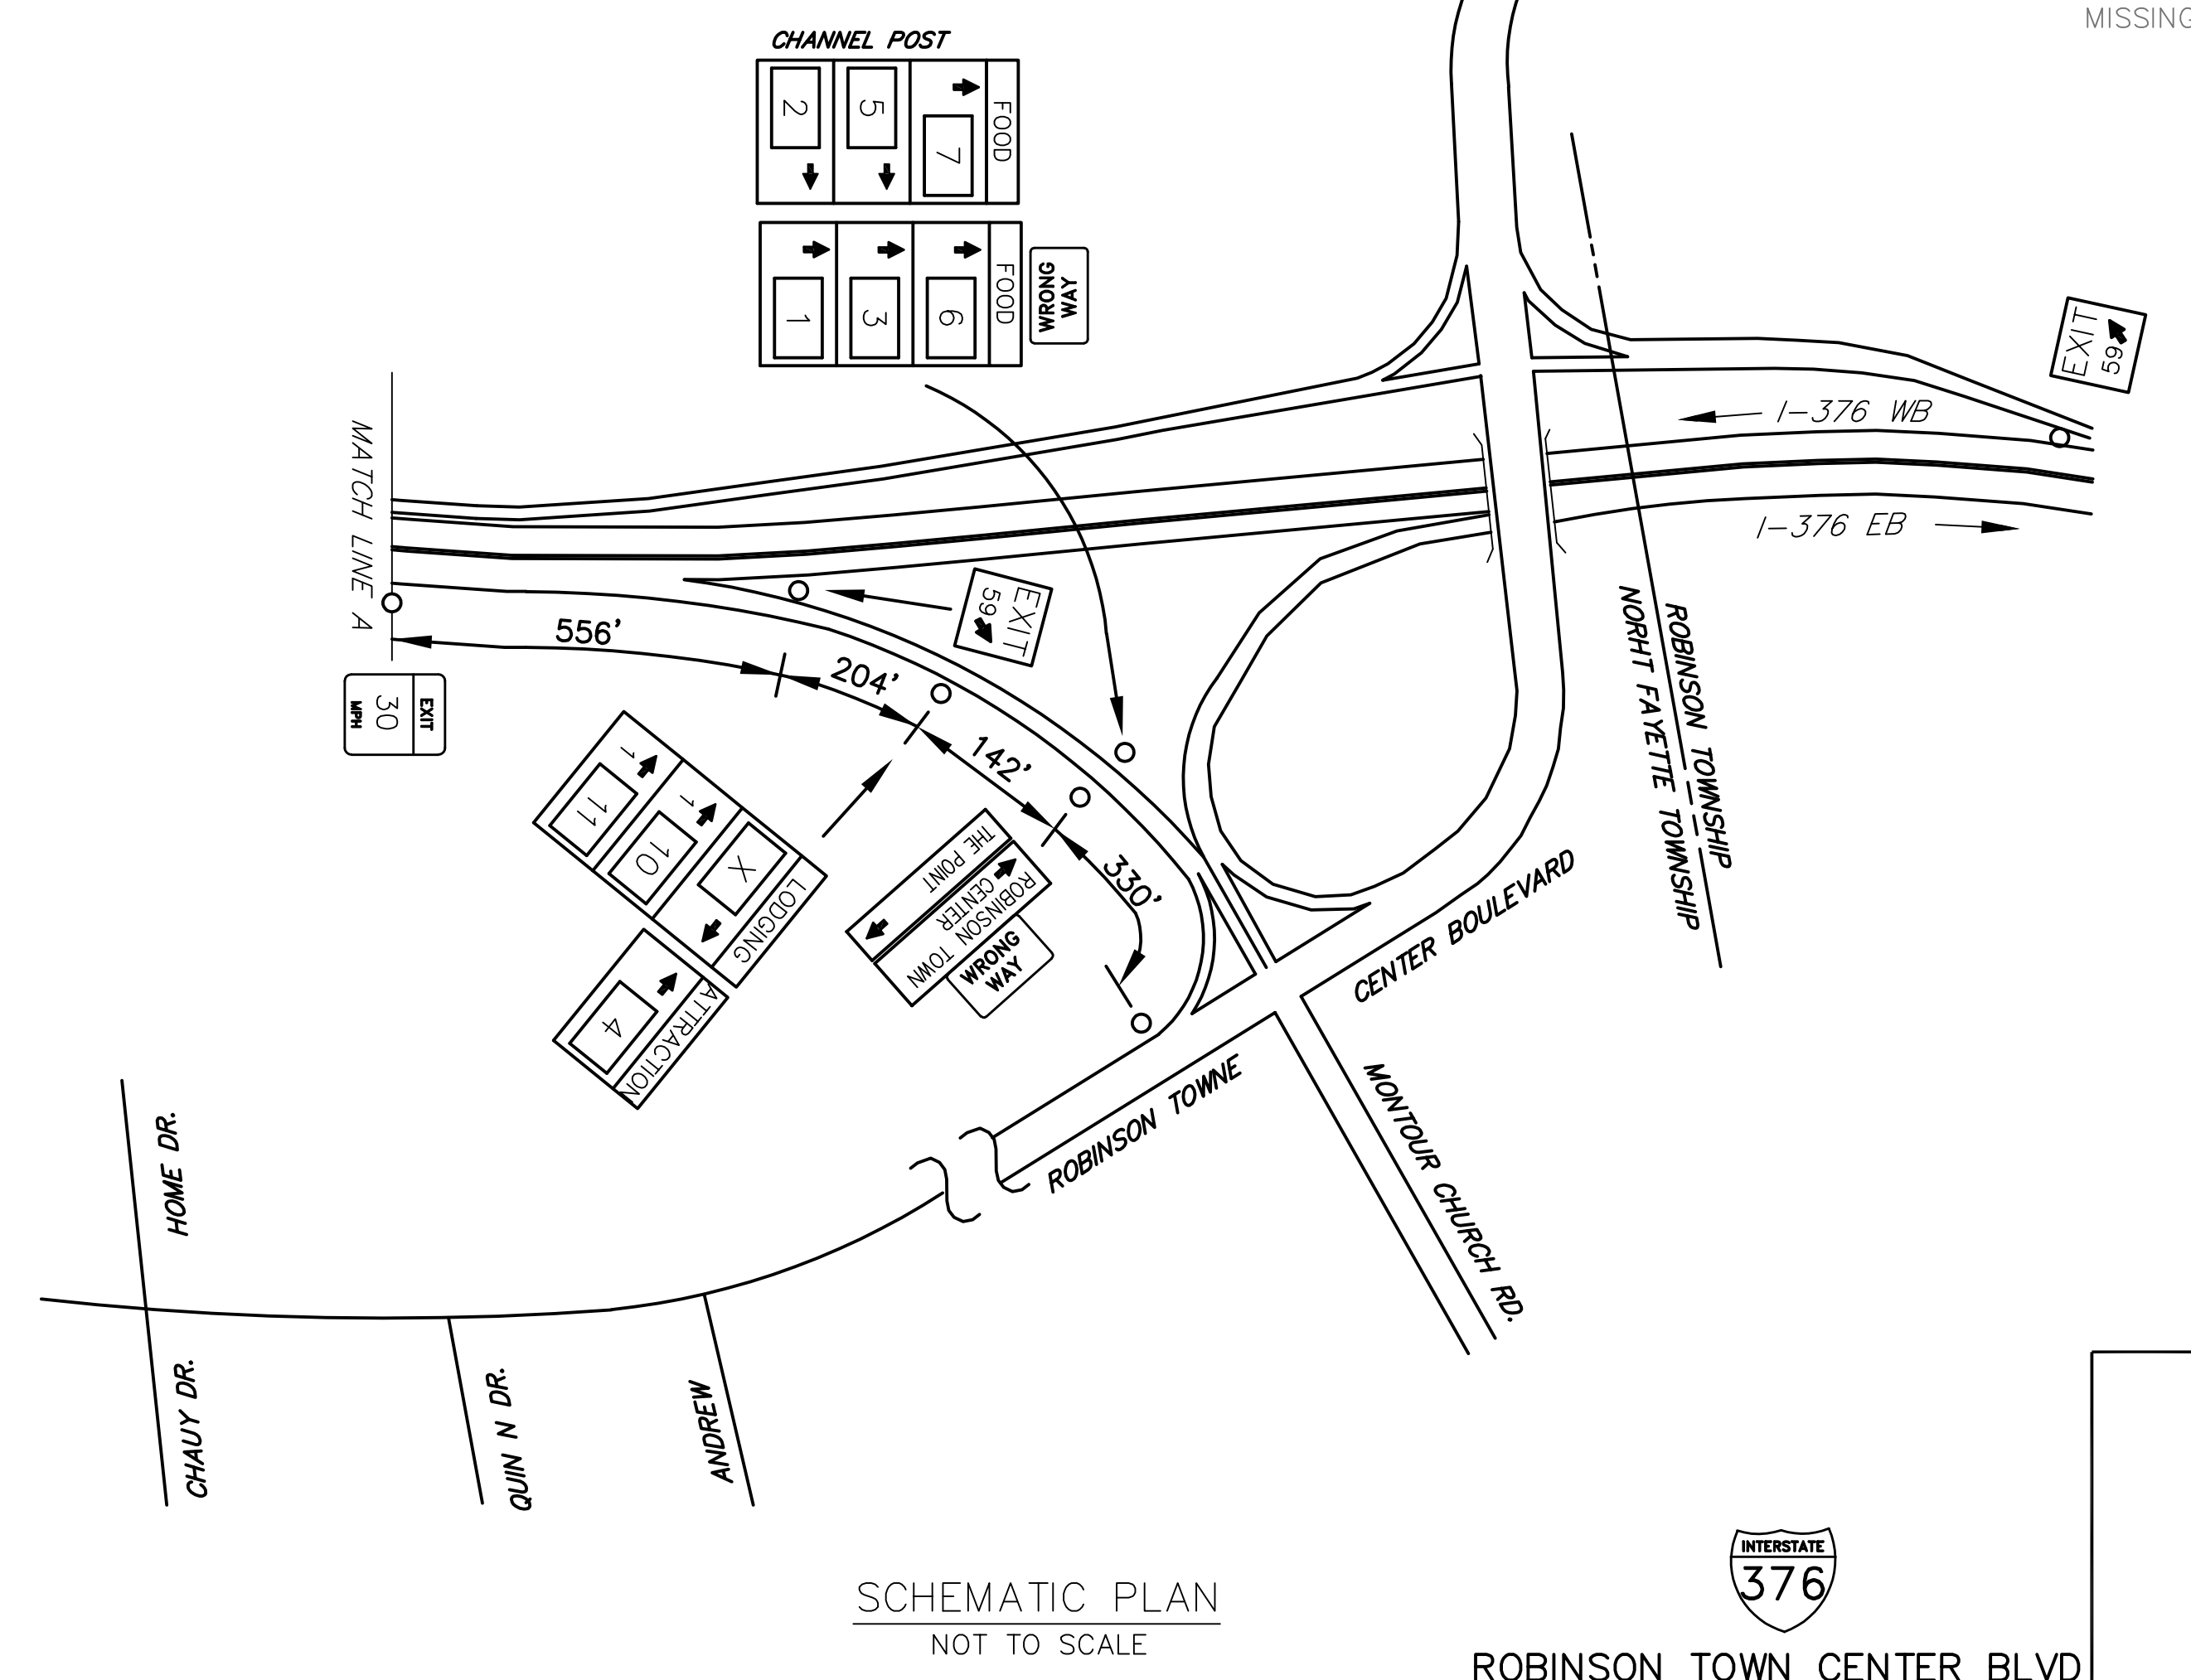 MISSING
CHANNEL POST
FOOD
7
5
2
FOOD
6
3
1
WRONG
WAY
EXIT
59
I-376 WB
I-376 EB
MATCH LINE A
EXIT
59
556'
204'
142'
330'
EXIT
30
MPH
LODGING
X
10
1
11
1
ATTRACTION
4
THE POINT
ROBINSON TOWN
CENTER
WRONG
WAY
ROBINSON TOWNSHIP
NORHT FAYETTE TOWNSHIP
CENTER BOULEVARD
ROBINSON TOWNE
MONTOUR CHURCH RD.
HOME DR.
CHAUY DR.
QUIN N DR.
ANDREW
SCHEMATIC PLAN
NOT TO SCALE
INTERSTATE
376
ROBINSON TOWN CENTER BLVD